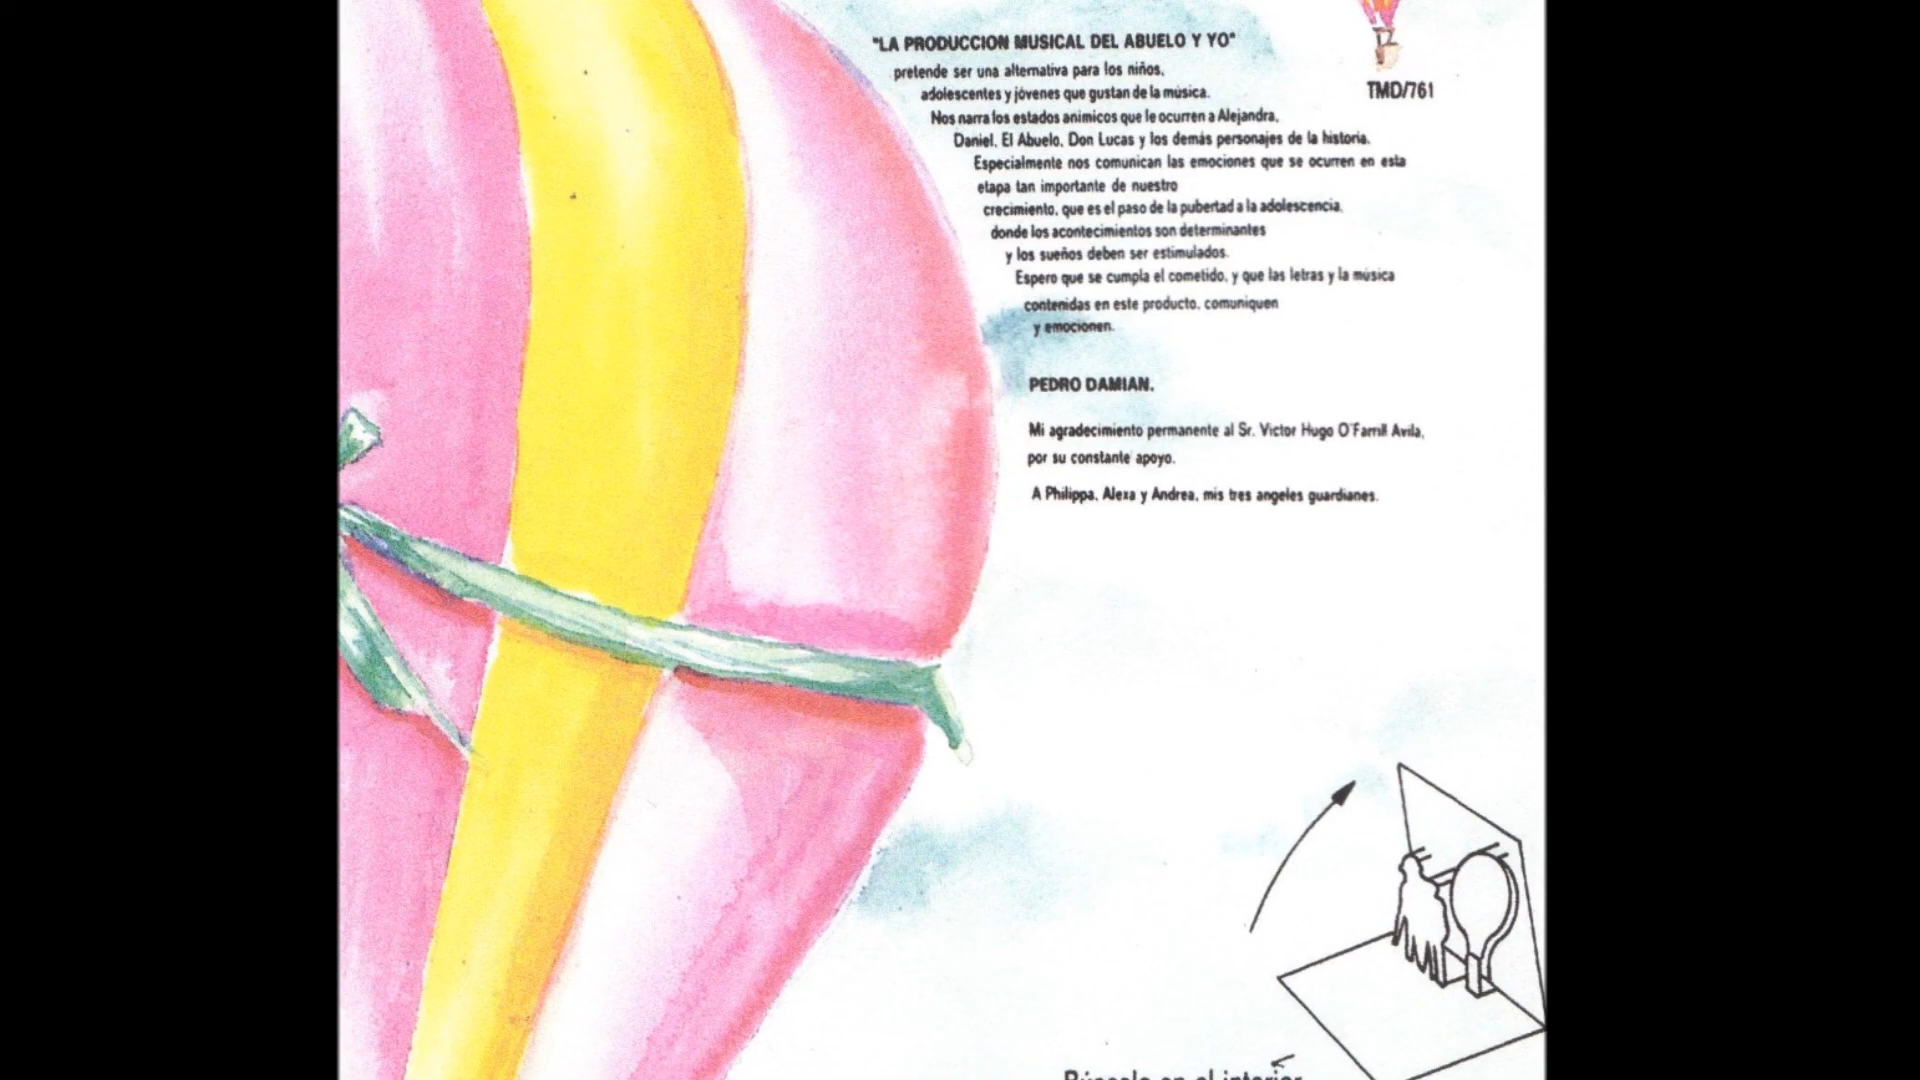 "LA PRODUCCION MUSICAL DEL ABUELO Y YO"
pretende ser una alternativa para los niños,
adolescentes y jóvenes que gustan de la música.
Nos narra los estados animicos que le ocurren a Alejandra,
Daniel, El Abuelo, Don Lucas y los demás personajes de la historia.
Especialmente nos comunican las emociones que se ocurren en esta
etapa tan importante de nuestro
crecimiento, que es el paso de la pubertad a la adolescencia,
donde los acontecimientos son determinantes
y los sueños deben ser estimulados.
Espero que se cumpla el cometido, y que las letras y la música
contenidas en este producto, comuniquen
y emocionen.
TMD/761
PEDRO DAMIAN.
Mi agradecimiento permanente al Sr. Victor Hugo O'Farrill Avila,
por su constante apoyo.
A Philippa, Alexa y Andrea, mis tres angeles guardianes.
en el interior